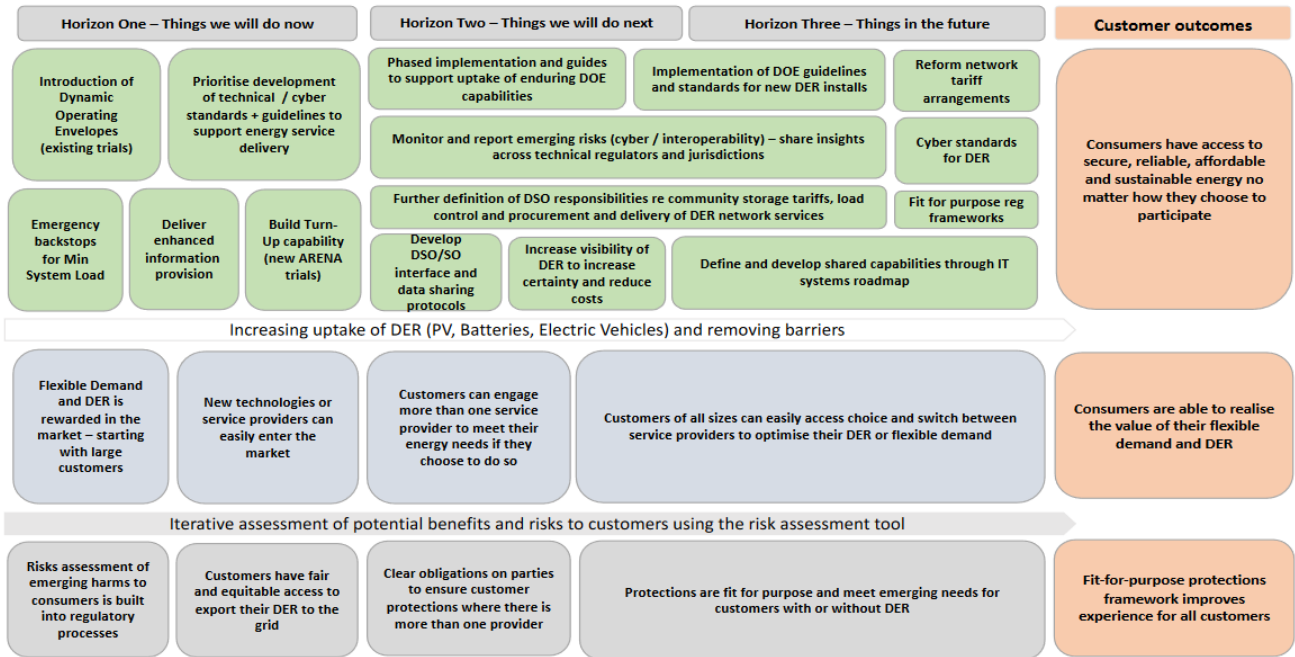 Horizon One – Things we will do now
Horizon Two – Things we will do next
Horizon Three – Things in the future
Customer outcomes
Introduction of
Dynamic
Operating
Envelopes
(existing trials)
Prioritise development
of technical / cyber
standards + guidelines to
support energy service
delivery
Phased implementation and guides
to support uptake of enduring DOE
capabilities
Implementation of DOE guidelines
and standards for new DER installs
Reform network
tariff
arrangements
Monitor and report emerging risks (cyber / interoperability) – share insights
across technical regulators and jurisdictions
Cyber standards
for DER
Further definition of DSO responsibilities re community storage tariffs, load
control and procurement and delivery of DER network services
Fit for purpose reg
frameworks
Emergency
backstops
for Min
System Load
Deliver
enhanced
information
provision
Build Turn-
Up capability
(new ARENA
trials)
Develop
DSO/SO
interface and
data sharing
protocols
Increase visibility of
DER to increase
certainty and reduce
costs
Define and develop shared capabilities through IT
systems roadmap
Consumers have access to
secure, reliable, affordable
and sustainable energy no
matter how they choose to
participate
Increasing uptake of DER (PV, Batteries, Electric Vehicles) and removing barriers
Flexible Demand
and DER is
rewarded in the
market – starting
with large
customers
New technologies or
service providers can
easily enter the
market
Customers can engage
more than one service
provider to meet their
energy needs if they
choose to do so
Customers of all sizes can easily access choice and switch between
service providers to optimise their DER or flexible demand
Consumers are able to realise
the value of their flexible
demand and DER
Iterative assessment of potential benefits and risks to customers using the risk assessment tool
Risks assessment of
emerging harms to
consumers is built
into regulatory
processes
Customers have fair
and equitable access to
export their DER to the
grid
Clear obligations on parties
to ensure customer
protections where there is
more than one provider
Protections are fit for purpose and meet emerging needs for
customers with or without DER
Fit-for-purpose protections
framework improves
experience for all customers